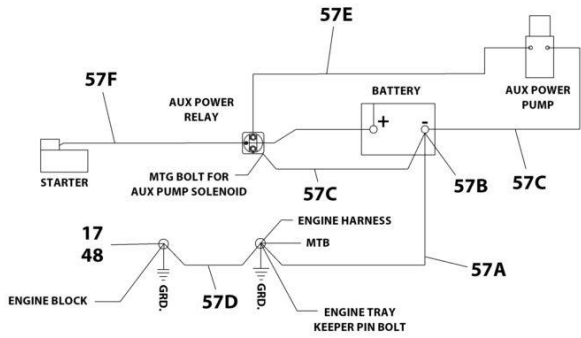 57E
57F
AUX POWER
RELAY
BATTERY
AUX POWER
PUMP
+
-
STARTER
MTG BOLT FOR
AUX PUMP SOLENOID
57C
57B
57C
ENGINE HARNESS
17
48
MTB
57A
ENGINE BLOCK
GRD.
57D
GRD.
ENGINE TRAY
KEEPER PIN BOLT